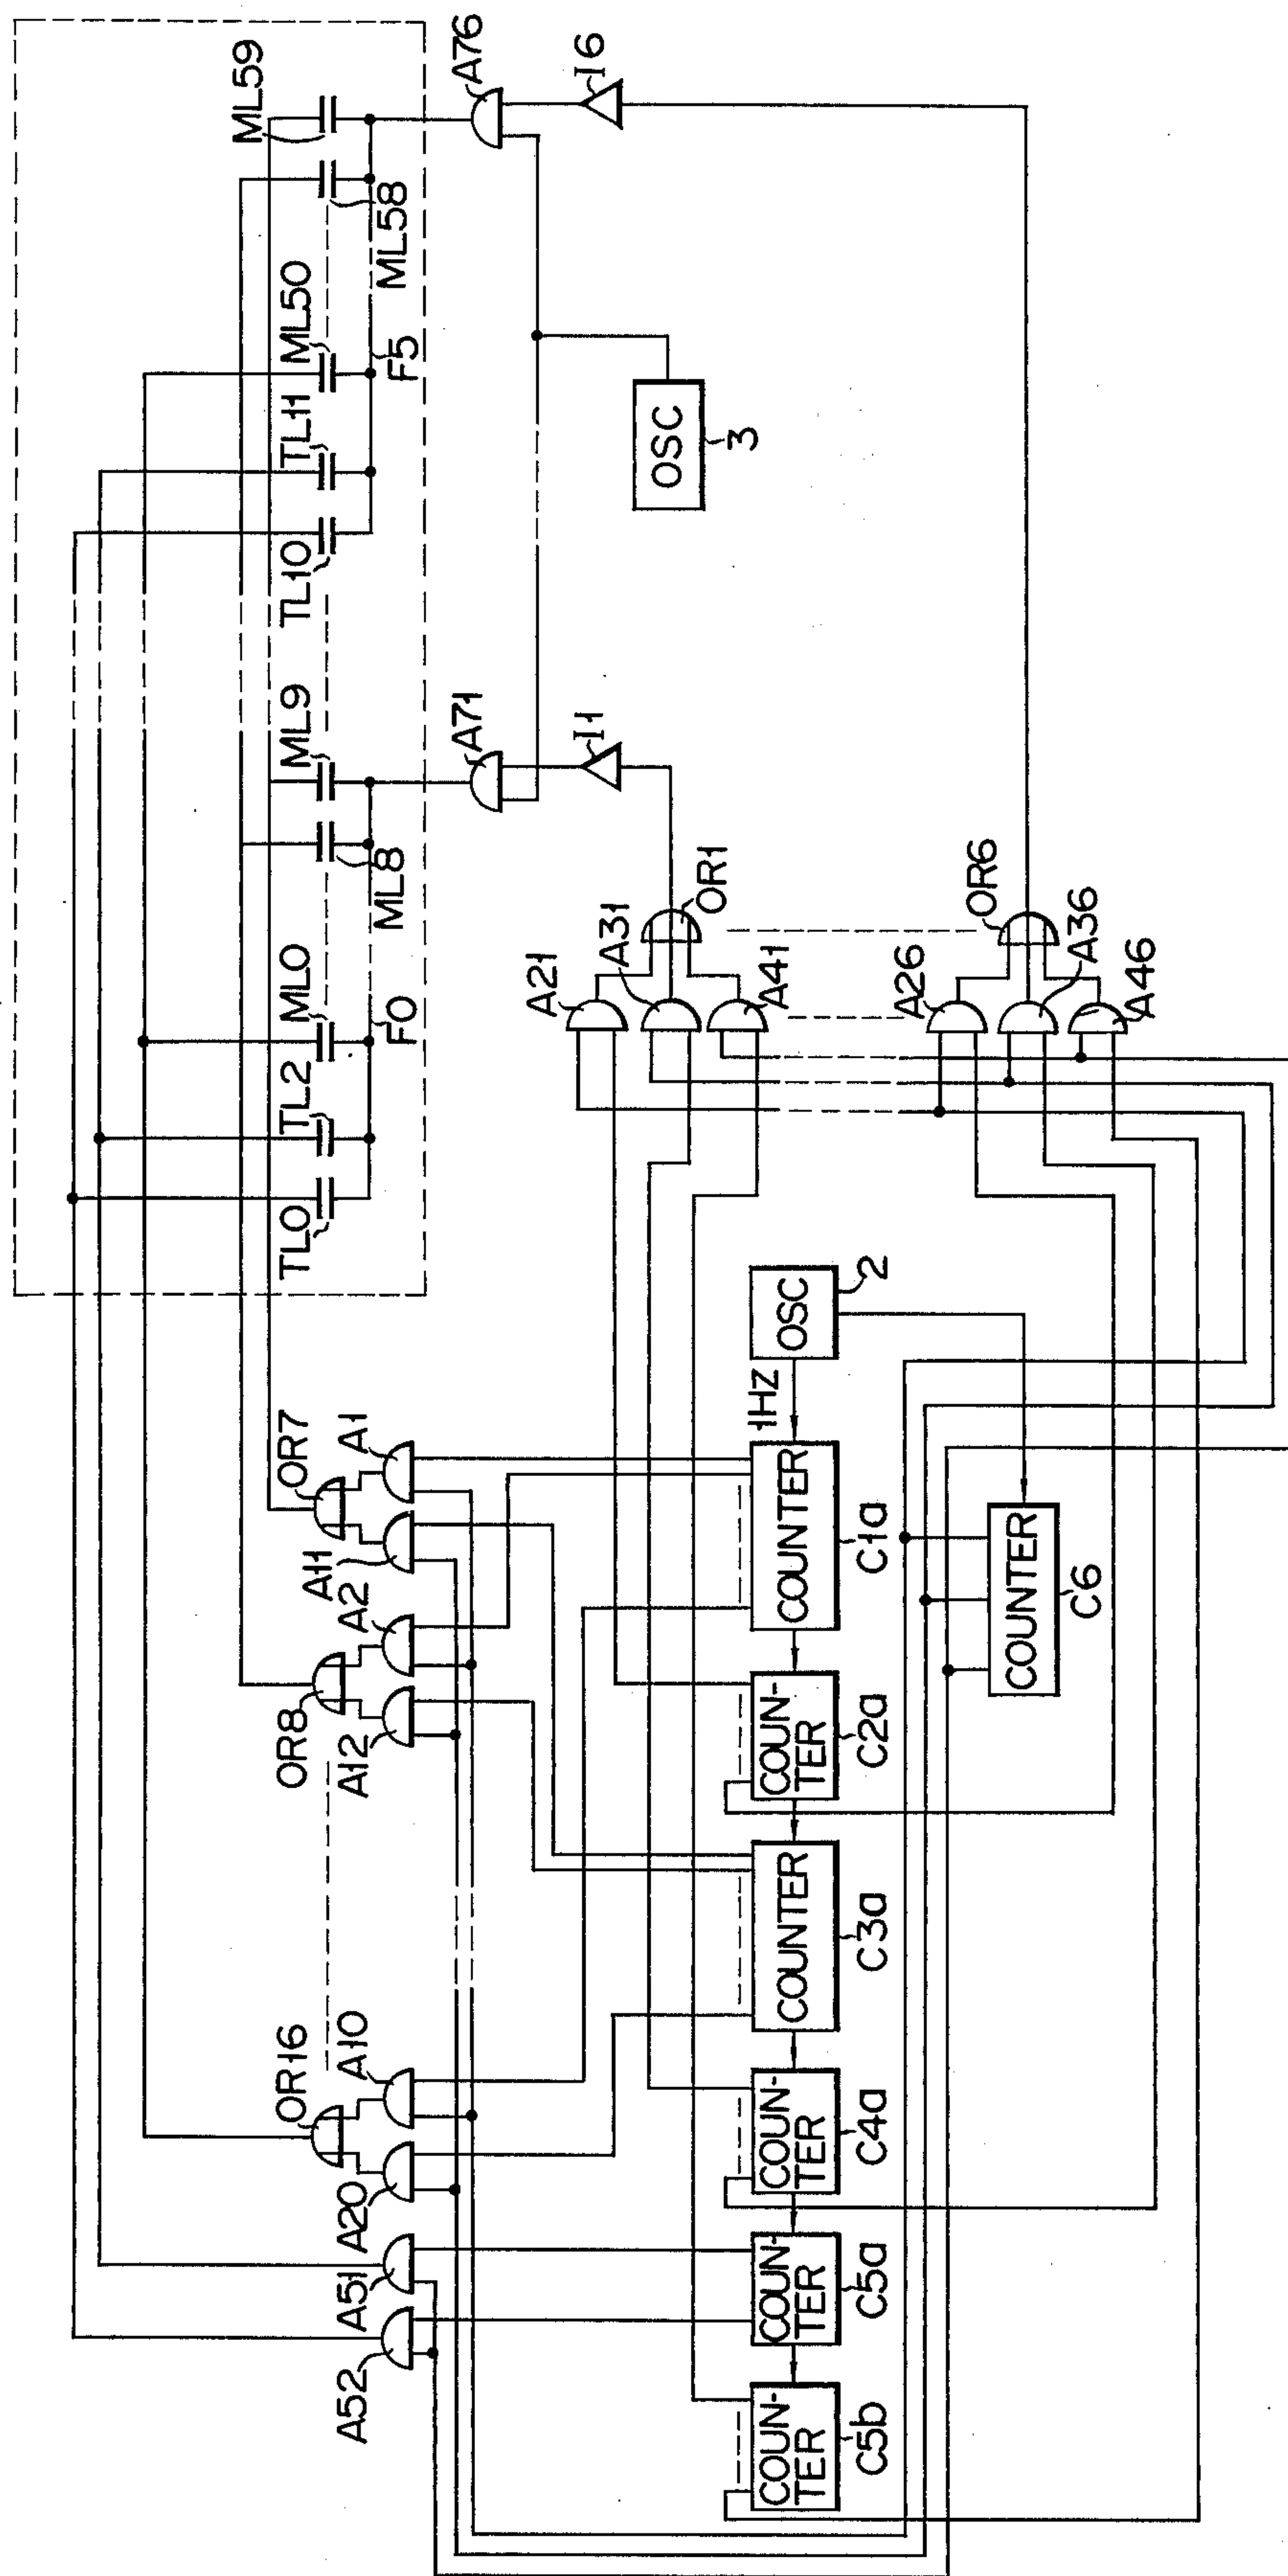 ML59
A76
I6
ML58
ML50
F5
TL11
TL10
OSC
3
ML9
A71
I1
ML8
ML0
F0
TL2
TL0
OR1
A31
A21
A41
OR6
A36
A26
A46
OSC
2
1HZ
OR7
A1
A11
A2
OR8
A12
COUNTER
C1a
COUNTER
C6
COUN-
TER
C2a
COUNTER
C3a
OR16
A10
A20
COUN-
TER
C4a
A51
A52
COUN-
TER
C5a
COUN-
TER
C5b